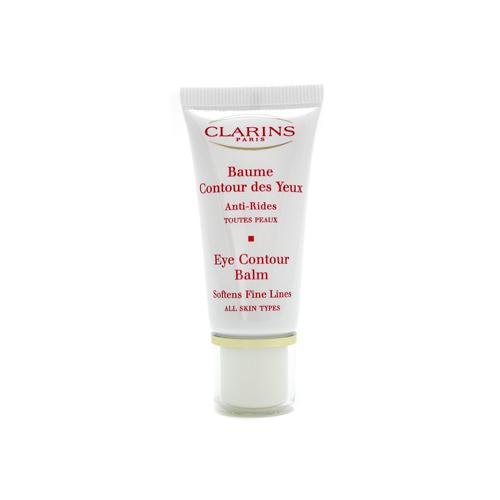 CLARINS
PARIS
Baume
Contour des Yeux
Anti-Rides
TOUTES PEAUX
Eye Contour
Balm
Softens Fine Lines
ALL SKIN TYPES